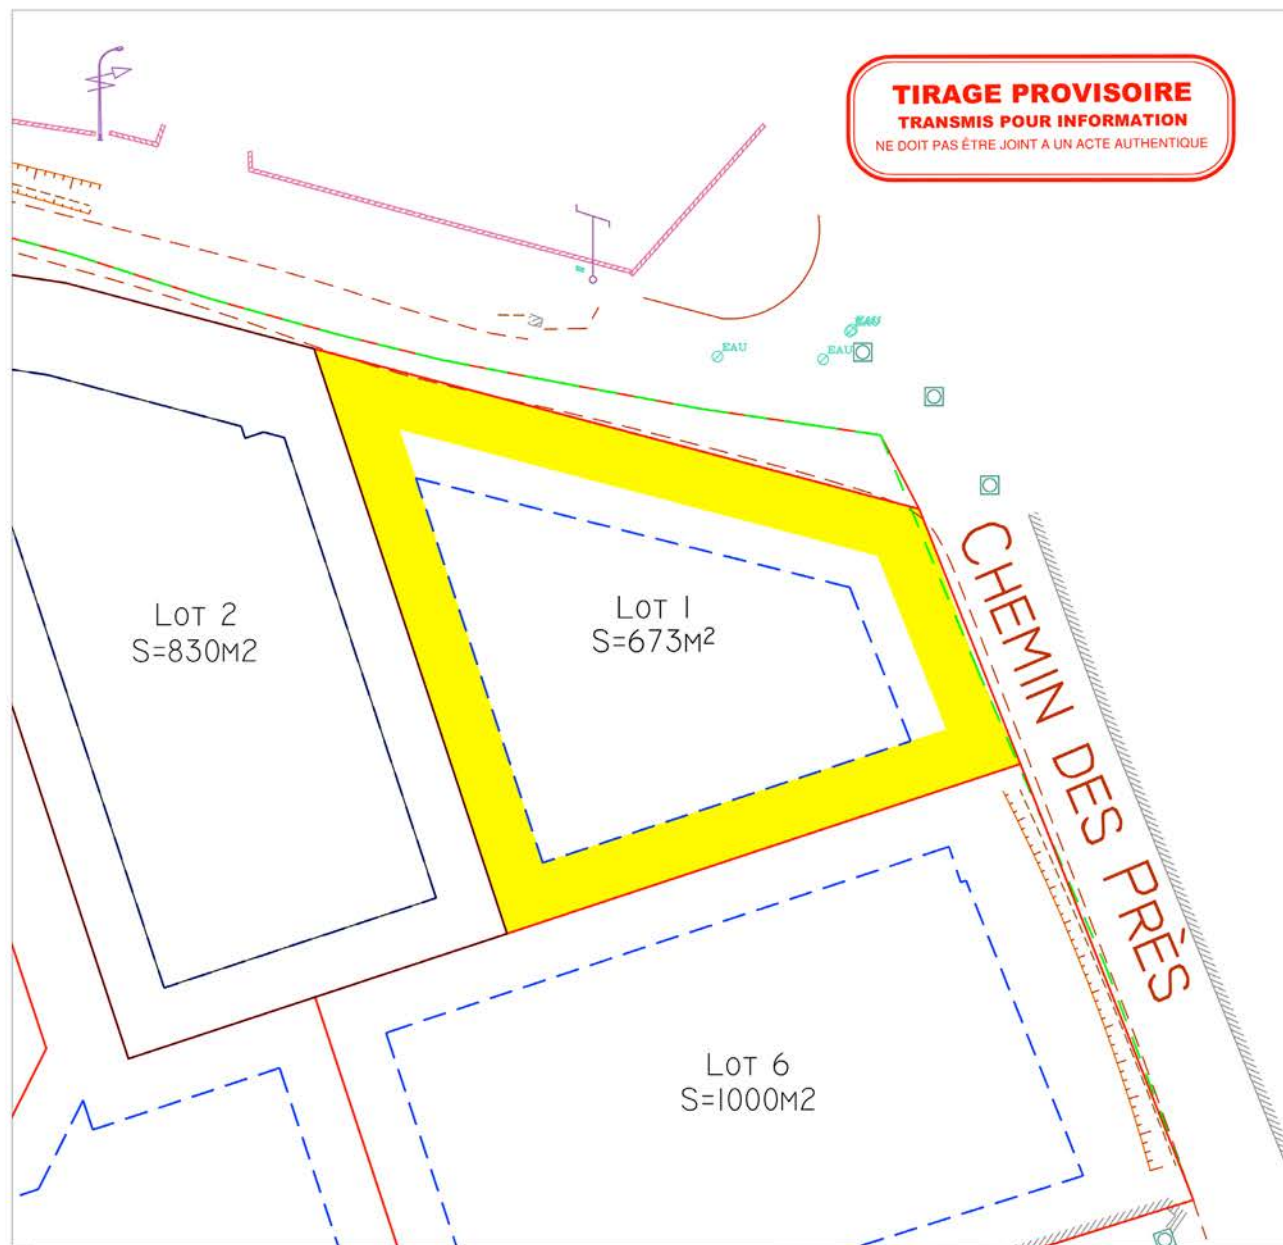 TIRAGE PROVISOIRE
TRANSMIS POUR INFORMATION
NE DOIT PAS ÊTRE JOINT A UN ACTE AUTHENTIQUE
EAU
EAU
LOT 2
S=830M2
LOT 1
S=673M²
CHEMIN DES PRÈS
LOT 6
S=1000M2